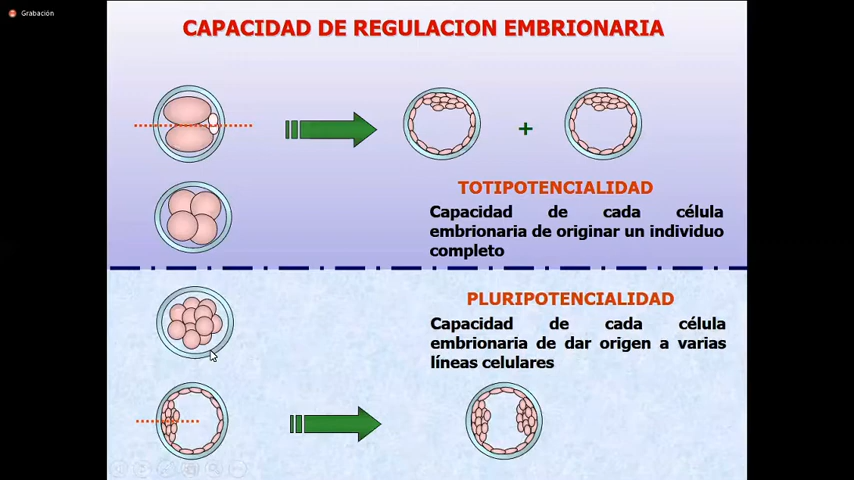 Grabación
CAPACIDAD DE REGULACION EMBRIONARIA
+
TOTIPOTENCIALIDAD
Capacidad de cada célula
embrionaria de originar un individuo
completo
PLURIPOTENCIALIDAD
Capacidad de cada célula
embrionaria de dar origen a varias
líneas celulares